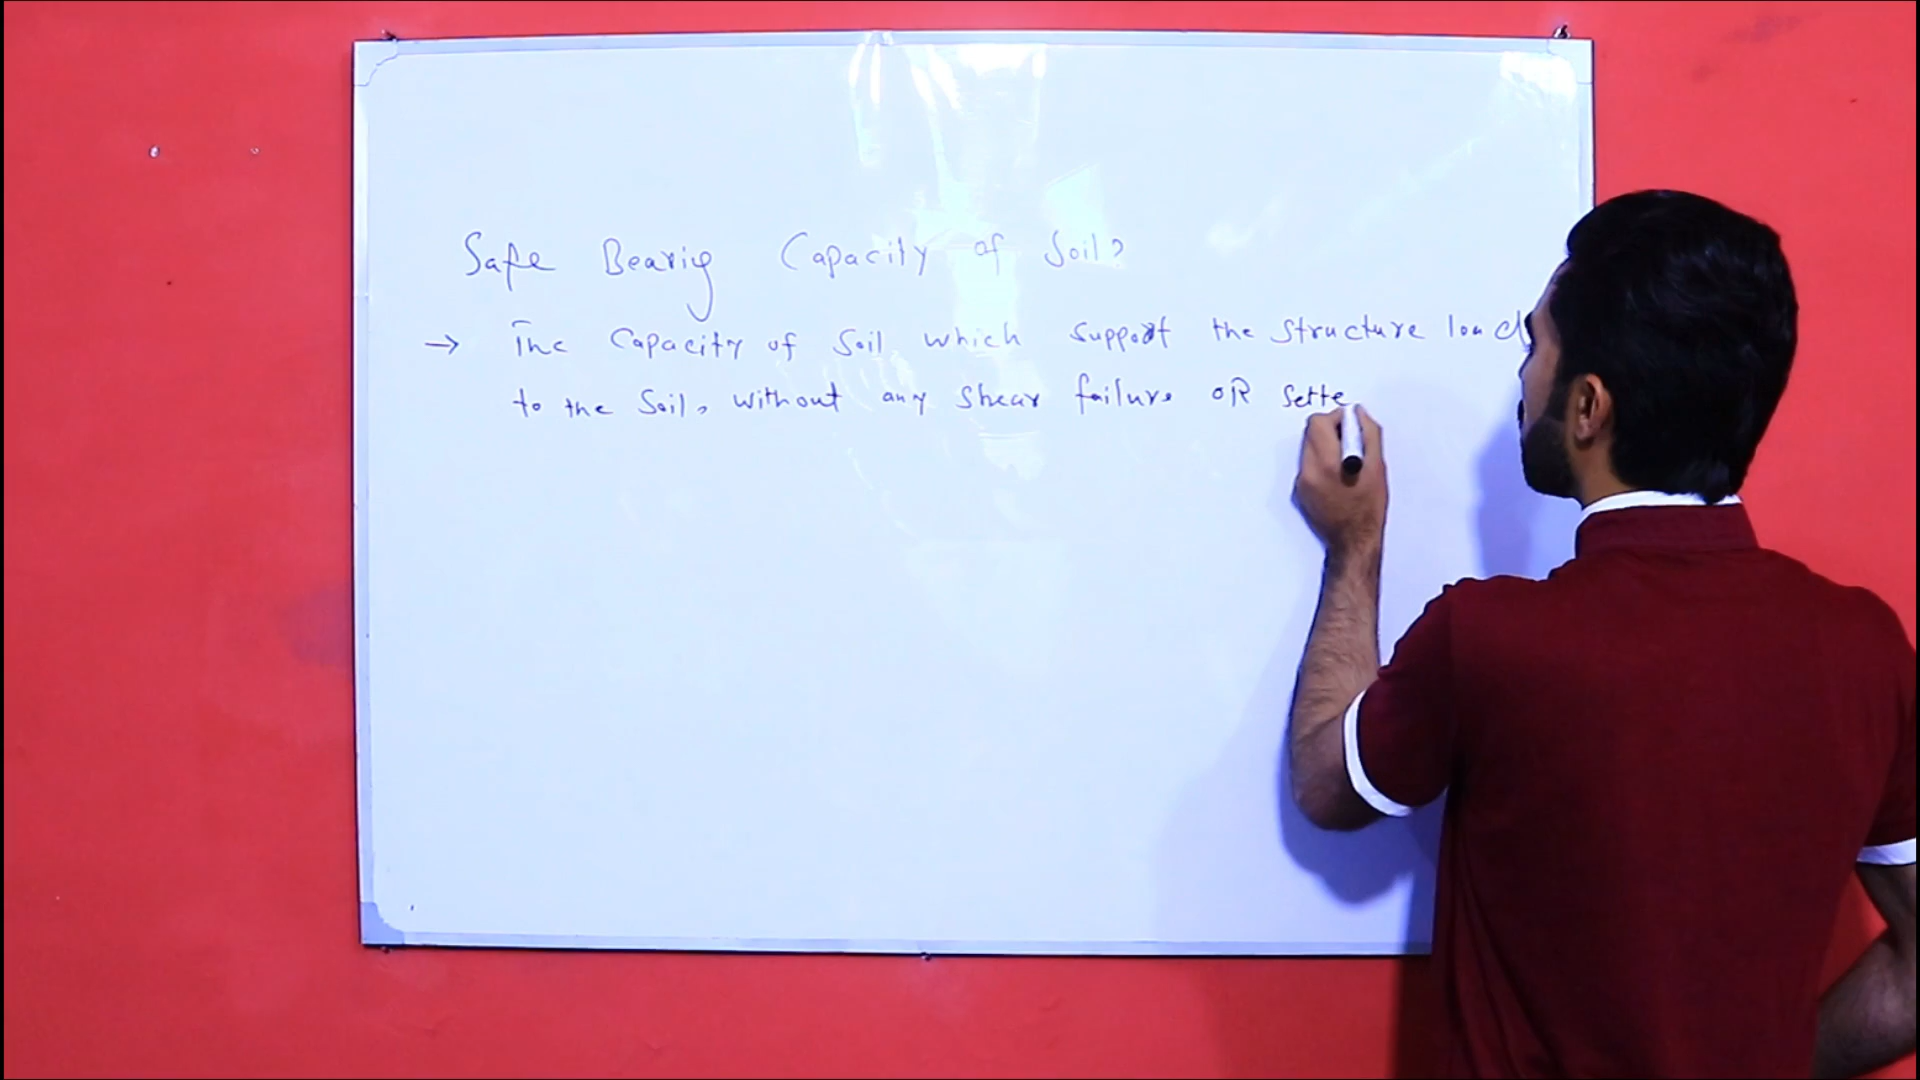 Safe Bearig Capacity of Soil?
→ The Capacity of Soil which support the structure load
to the Soil, without any shear failure OR Sette